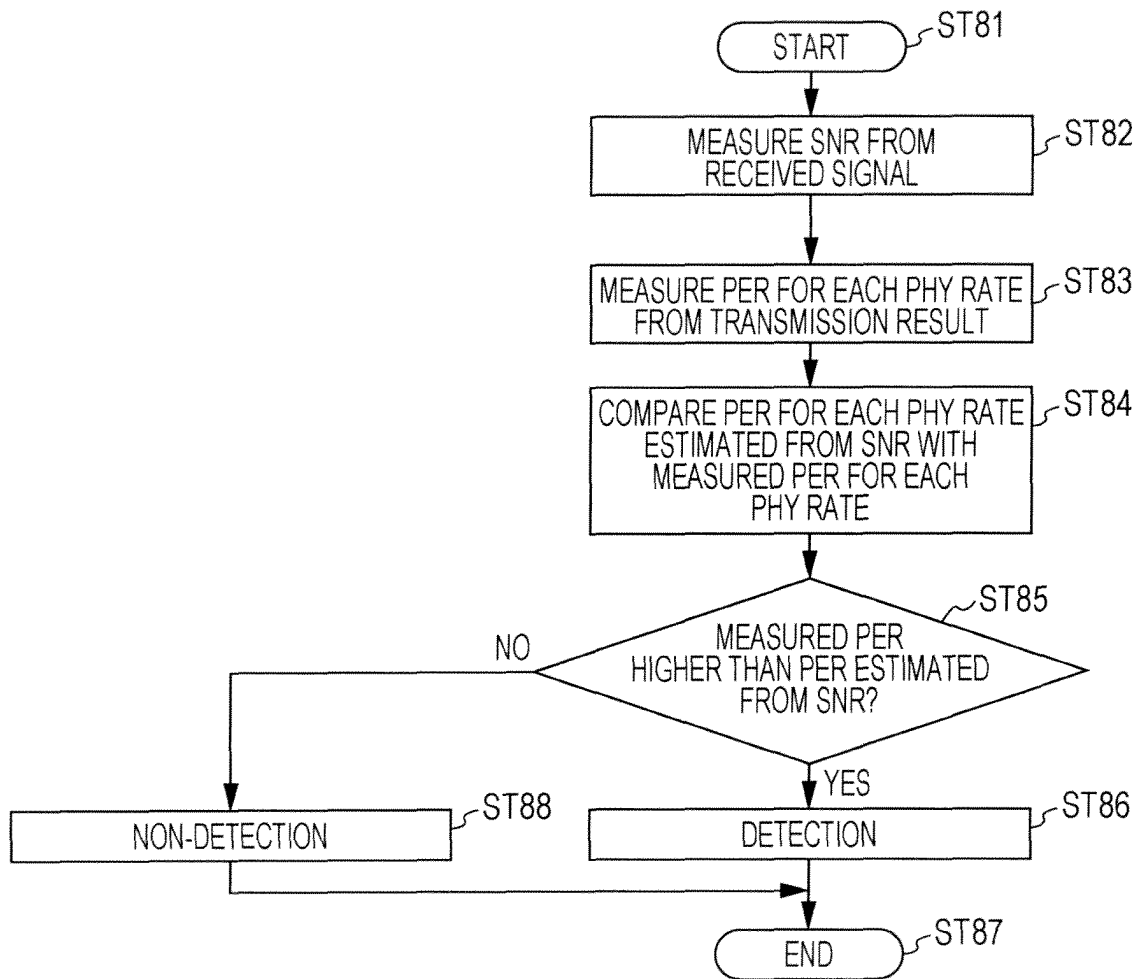 START
ST81
MEASURE SNR FROM
RECEIVED SIGNAL
ST82
MEASURE PER FOR EACH PHY RATE
FROM TRANSMISSION RESULT
ST83
COMPARE PER FOR EACH PHY RATE
ESTIMATED FROM SNR WITH
MEASURED PER FOR EACH
PHY RATE
ST84
MEASURED PER
HIGHER THAN PER ESTIMATED
FROM SNR?
ST85
NO
YES
NON-DETECTION
ST88
DETECTION
ST86
END
ST87